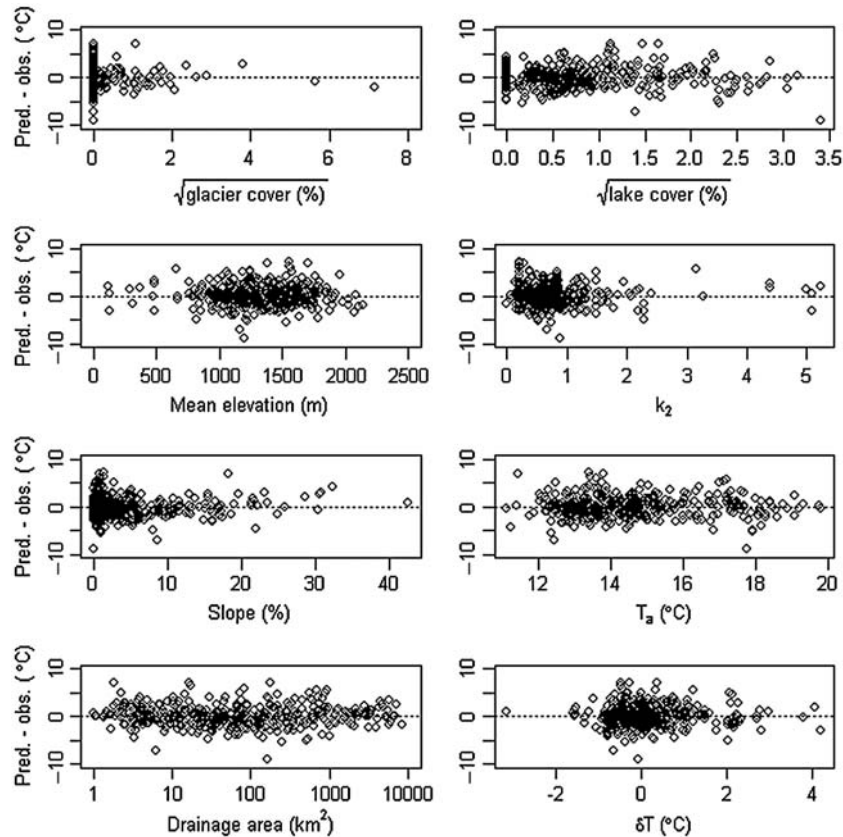 Pred. - obs. (°C)
10
0
-10
0 2 4 6 8
√glacier cover (%)
0.0 0.5 1.0 1.5 2.0 2.5 3.0 3.5
√lake cover (%)
Pred. - obs. (°C)
10
0
-10
0 500 1000 1500 2000 2500
Mean elevation (m)
10
0
-10
0 1 2 3 4 5
k₂
Pred. - obs. (°C)
10
0
-10
0 10 20 30 40
Slope (%)
10
0
-10
12 14 16 18 20
Tₐ (°C)
Pred. - obs. (°C)
10
0
-10
1 10 100 1000 10000
Drainage area (km²)
10
0
-10
-2 0 2 4
δT (°C)